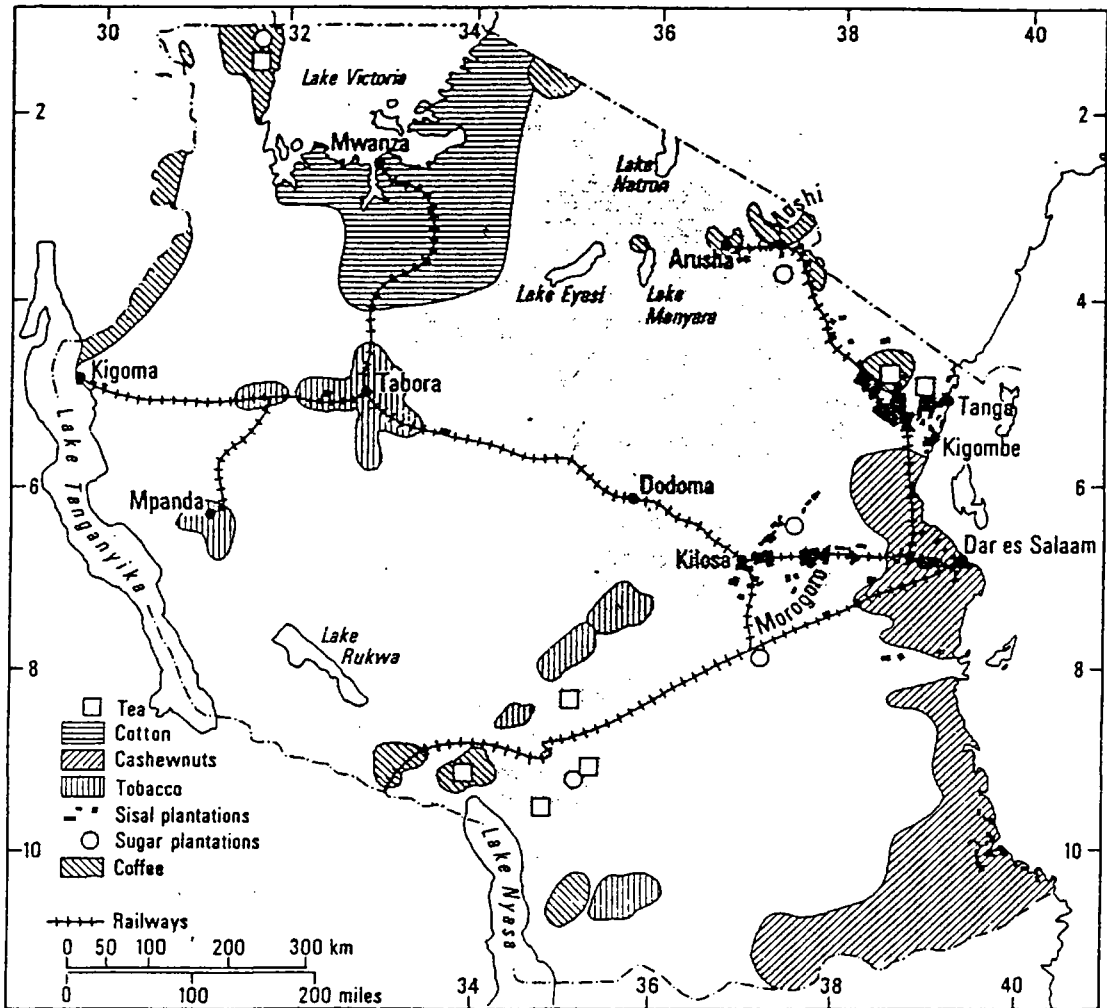 30 32 34 36 38 40
Lake Victoria
2 2
Mwanza
Lake
Natron
Moshi
Arusha
Lake Eyasi
Lake
Manyara
4
4
Kigoma
Tabora
Tanga
Kigombe
Lake Tanganyika
6 6
Dodoma
Mpanda
Dar es Salaam
Kilosa
Morogoro
Lake
Rukwa
8 8
Tea
Cotton
Cashewnuts
Tobacco
Sisal plantations
Sugar plantations
10 10
Coffee
Lake Nyasa
Railways
0 50 100 200 300 km
0 100 200 miles
34 36 38 40